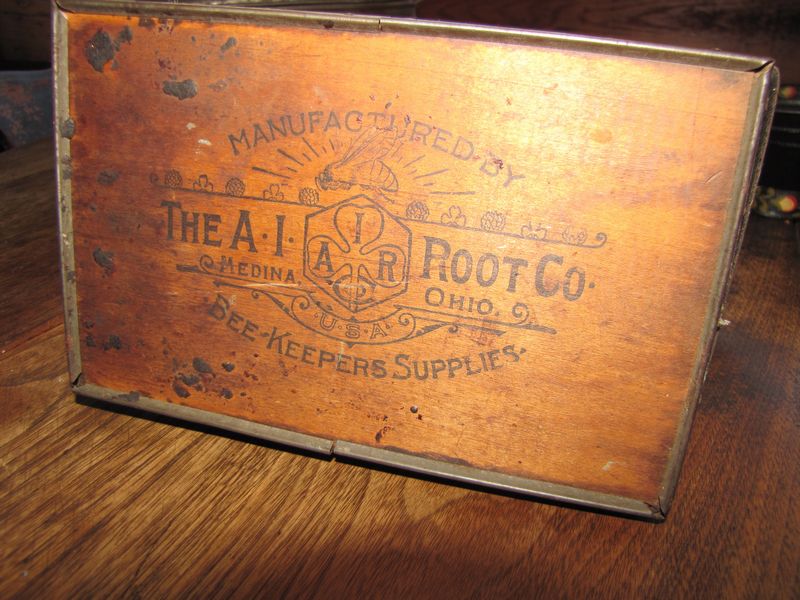 MANUFACTURED·BY
THE A·I· ROOT CO·
I
A R
MEDINA, OHIO.
U·S·A·
BEE-KEEPERS SUPPLIES·